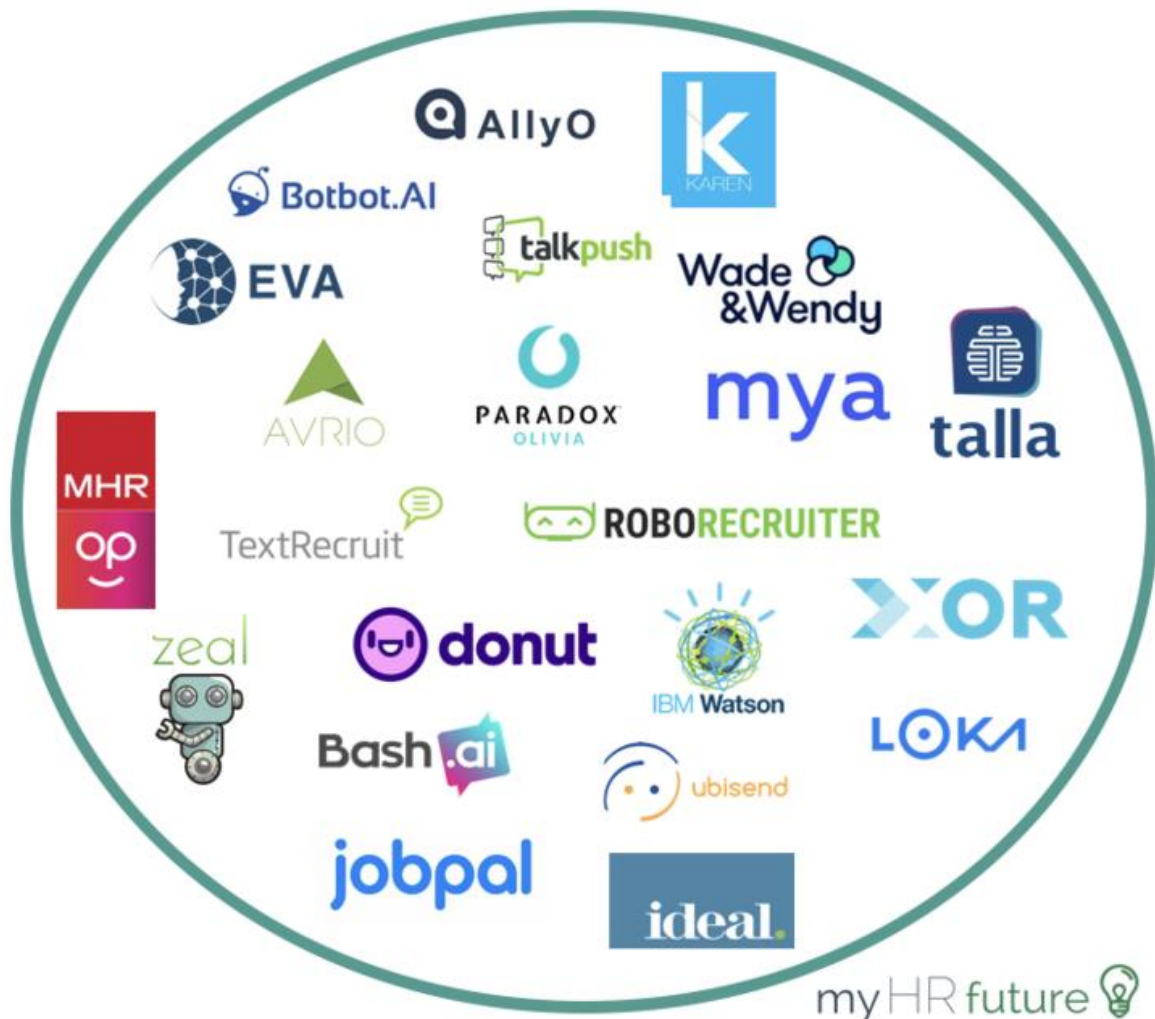 AllyO
k
KAREN
Botbot.AI
talkpush
EVA
Wade
&Wendy
AVRIO
PARADOX
OLIVIA
mya
talla
MHR
op
TextRecruit
ROBORECRUITER
XOR
zeal
donut
IBM Watson
LOKA
Bash.ai
ubisend
jobpal
ideal.
myHRfuture